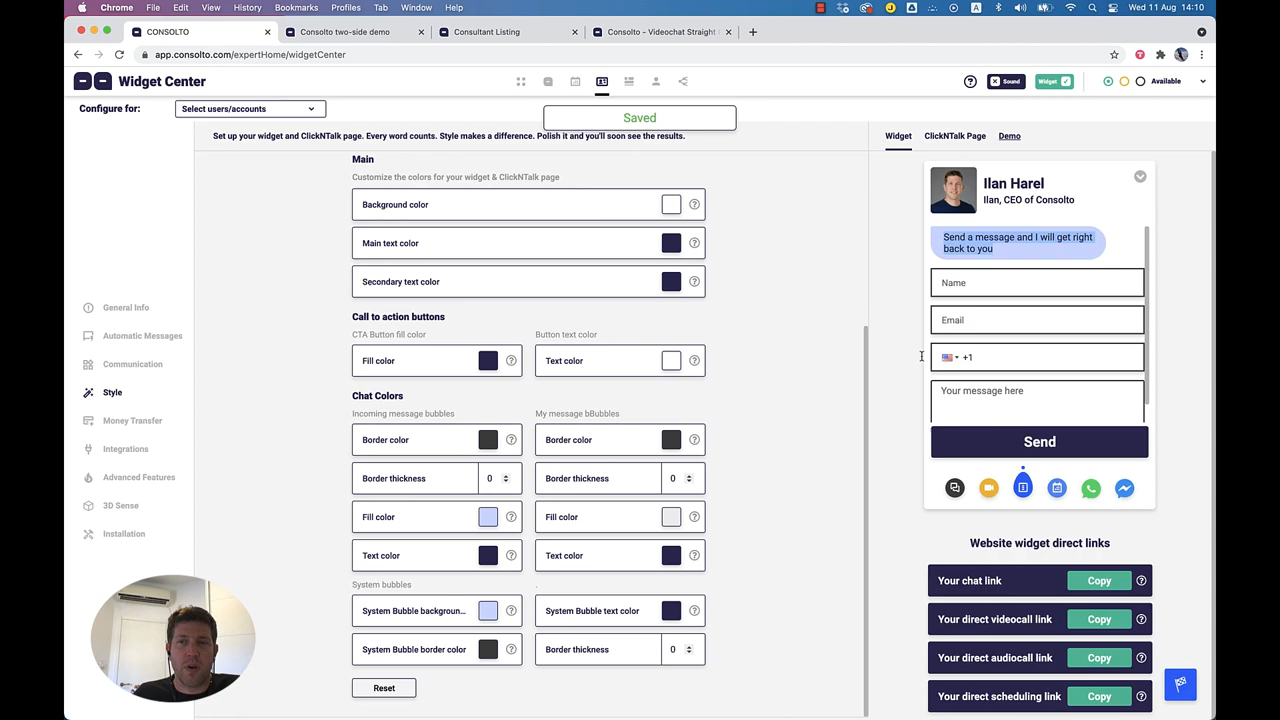 Chrome File Edit View History Bookmarks Profiles Tab Window Help
Wed 11 Aug 14:10
CONSOLTO
Consolto two-side demo
Consultant Listing
Consolto - Videochat Straight
app.consolto.com/expertHome/widgetCenter
Widget Center
Sound
Widget
Available
Configure for:
Select users/accounts
Saved
Set up your widget and ClickNTalk page. Every word counts. Style makes a difference. Polish it and you'll soon see the results.
Widget
ClickNTalk Page
Demo
General Info
Automatic Messages
Communication
Style
Money Transfer
Integrations
Advanced Features
3D Sense
Installation
Main
Customize the colors for your widget & ClickNTalk page
Background color
Main text color
Secondary text color
Call to action buttons
CTA Button fill color
Button text color
Fill color
Text color
Chat Colors
Incoming message bubbles
My message bBubbles
Border color
Border color
Border thickness 0
Border thickness 0
Fill color
Fill color
Text color
Text color
System bubbles
.
System Bubble backgroun...
System Bubble text color
System Bubble border color
Border thickness 0
Reset
Ilan Harel
Ilan, CEO of Consolto
Send a message and I will get right
back to you
Name
Email
+1
Your message here
Send
Website widget direct links
Your chat link Copy
Your direct videocall link Copy
Your direct audiocall link Copy
Your direct scheduling link Copy